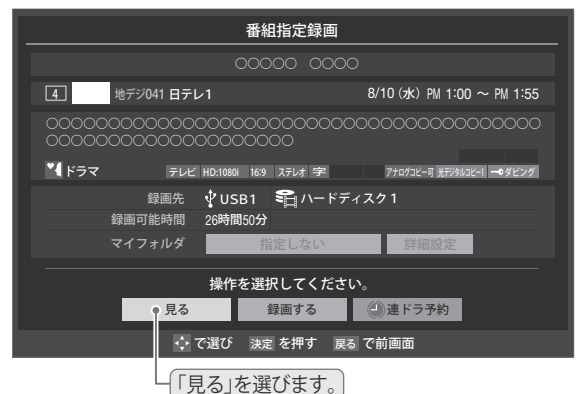 番組指定録画
○○○○○ ○○○○
4 地デジ041 日テレ1 8/10 (水) PM 1:00 ～ PM 1:55
○○○○○○○○○○○○○○○○○○○○○○○○○○○○○○○○○○○○○○○○
○○○○○○○○○○○○○○○○○○○○
ドラマ テレビ HD:1080i 16:9 ステレオ 字 アナログコピー可 光デジタルコピー1 ダビング
録画先 USB1 ハードディスク1
録画可能時間 26時間50分
マイフォルダ 指定しない 詳細設定
操作を選択してください。
見る 録画する 連ドラ予約
で選び 決定 を押す 戻る で前画面
「見る」を選びます。